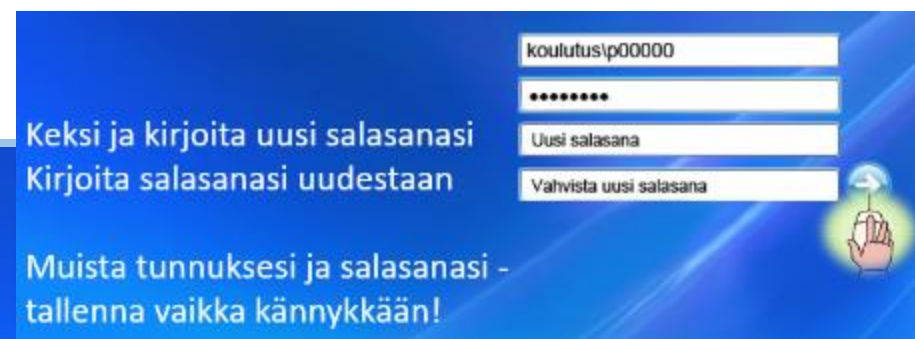 koulutus\p00000
••••••••
Keksi ja kirjoita uusi salasanasi
Uusi salasana
Kirjoita salasanasi uudestaan
Vahvista uusi salasana
Muista tunnuksesi ja salasanasi -
tallenna vaikka kännykkään!